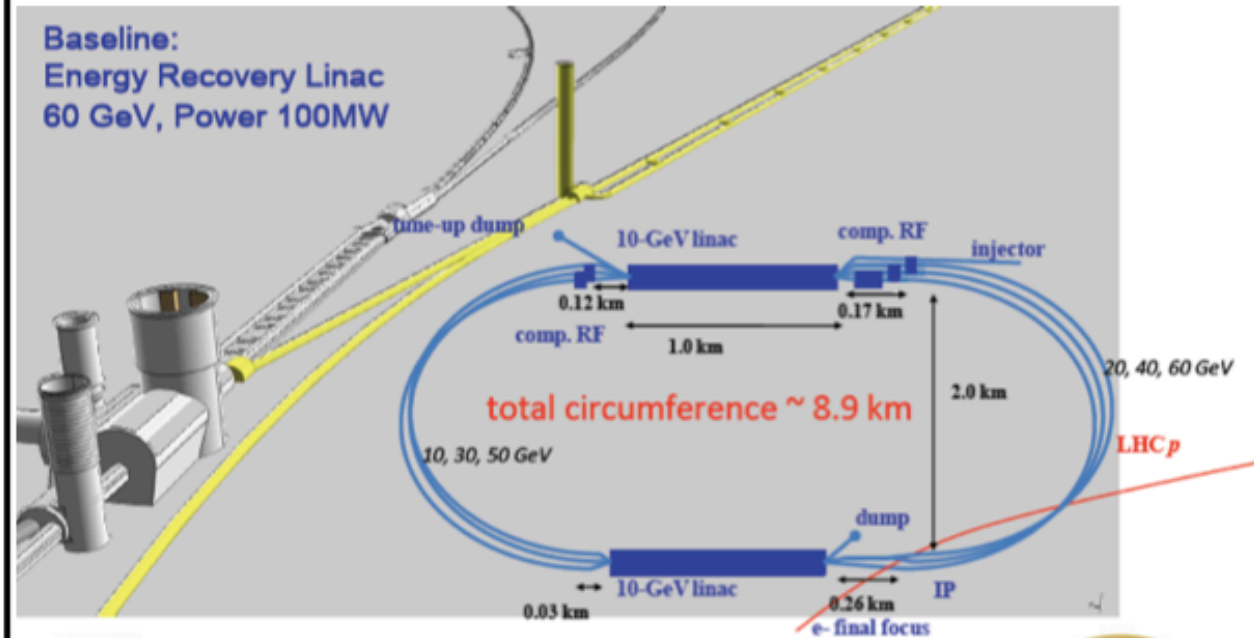 Baseline:
Energy Recovery Linac
60 GeV, Power 100MW
tune-up dump
10-GeV linac
comp. RF
injector
0.12 km
0.17 km
comp. RF
1.0 km
20, 40, 60 GeV
2.0 km
total circumference ~ 8.9 km
10, 30, 50 GeV
LHC p
dump
10-GeV linac
IP
0.03 km
0.26 km
e- final focus